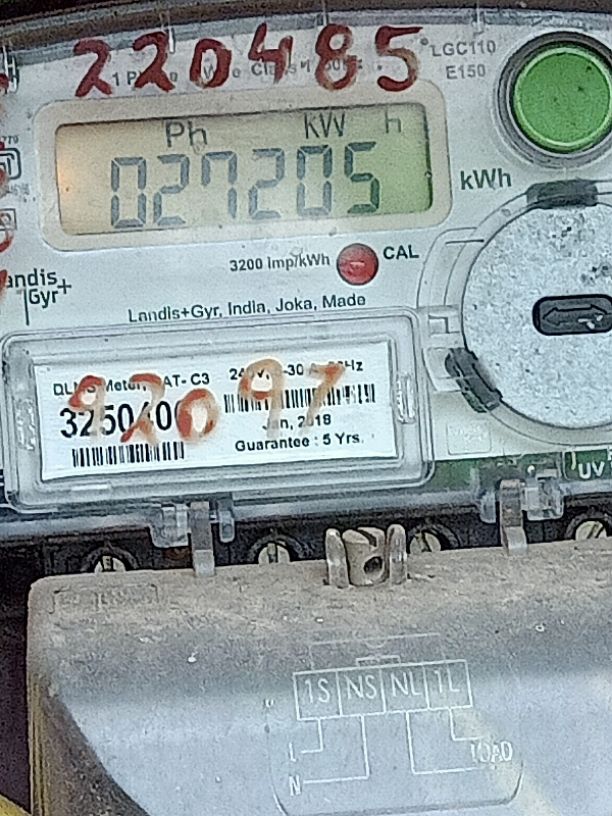 220485
LGC110
E150
Ph KW h
027205
kWh
3200 imp/kWh
CAL
Landis+Gyr, India, Joka, Made
Gyr+
92097
Jan, 2018
Guarantee : 5 Yrs.
UV
1S NS NL 1L
L
LOAD
N